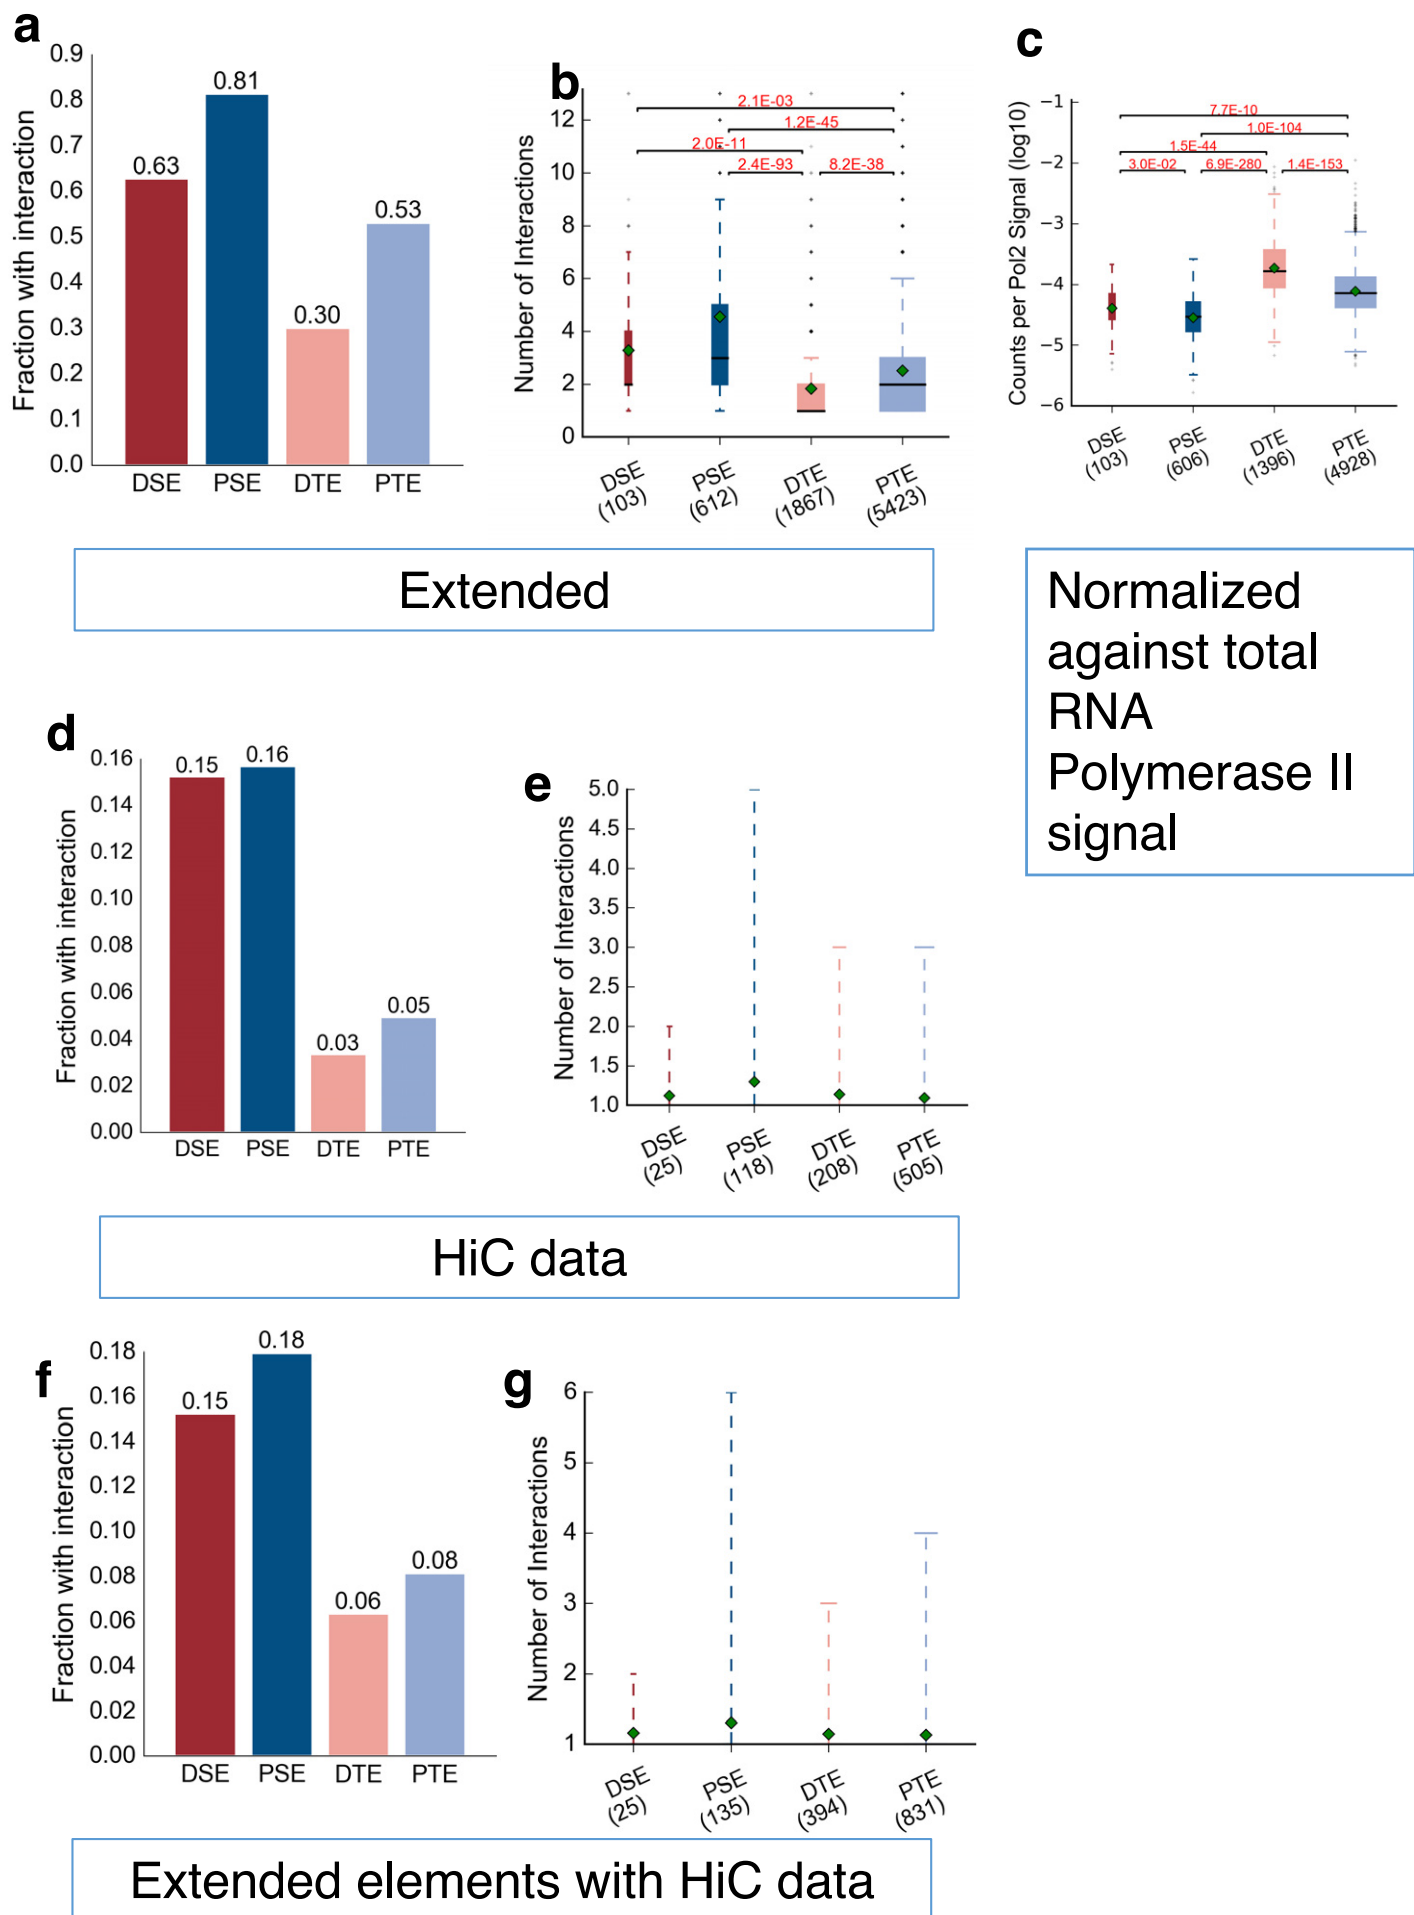 a
Fraction with interaction
0.9
0.8
0.7
0.6
0.5
0.4
0.3
0.2
0.1
0.0
0.63
0.81
0.30
0.53
DSE PSE DTE PTE
b
Number of Interactions
12
10
8
6
4
2
0
2.1E-03
1.2E-45
2.0E-11
2.4E-93 8.2E-38
DSE
(103)
PSE
(612)
DTE
(1867)
PTE
(5423)
c
Counts per Pol2 Signal (log10)
−1
−2
−3
−4
−5
−6
7.7E-10
1.0E-104
1.5E-44
3.0E-02 6.9E-280 1.4E-153
DSE
(103)
PSE
(606)
DTE
(1396)
PTE
(4928)
Extended
Normalized
against total
RNA
Polymerase II
signal
d
Fraction with interaction
0.16
0.14
0.12
0.10
0.08
0.06
0.04
0.02
0.00
0.15
0.16
0.03
0.05
DSE PSE DTE PTE
e
Number of Interactions
5.0
4.5
4.0
3.5
3.0
2.5
2.0
1.5
1.0
DSE
(25)
PSE
(118)
DTE
(208)
PTE
(505)
HiC data
f
Fraction with interaction
0.18
0.16
0.14
0.12
0.10
0.08
0.06
0.04
0.02
0.00
0.15
0.18
0.06
0.08
DSE PSE DTE PTE
g
Number of Interactions
6
5
4
3
2
1
DSE
(25)
PSE
(135)
DTE
(394)
PTE
(831)
Extended elements with HiC data